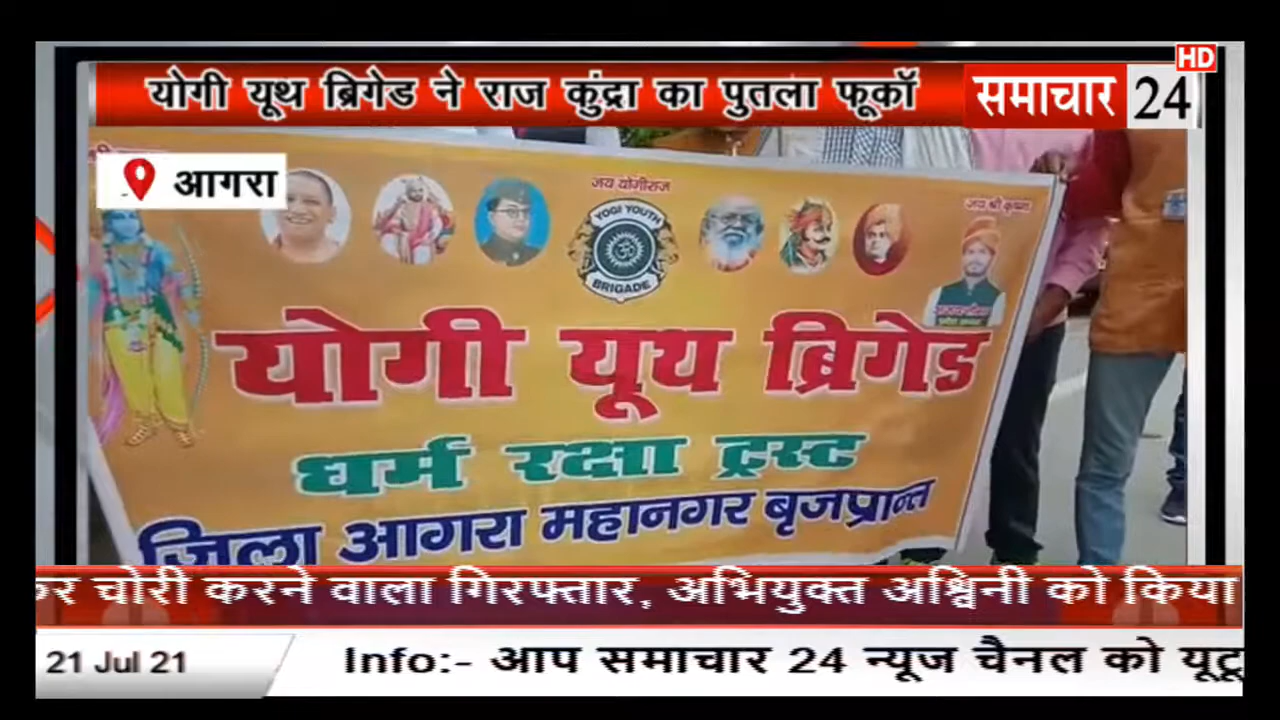 HD
योगी यूथ ब्रिगेड ने राज कुंद्रा का पुतला फूकॉ
समाचार 24
आगरा
जय योगीराज
जय श्री कृष्णा
YOGI YOUTH
BRIGADE
योगी यूथ ब्रिगेड
धर्म रक्षा ट्रस्ट
जिला आगरा महानगर बृजप्रान्त
चोरी करने वाला गिरफ्तार, अभियुक्त अश्विनी को किया
21 Jul 21
Info:- आप समाचार 24 न्यूज चैनल को यूटू